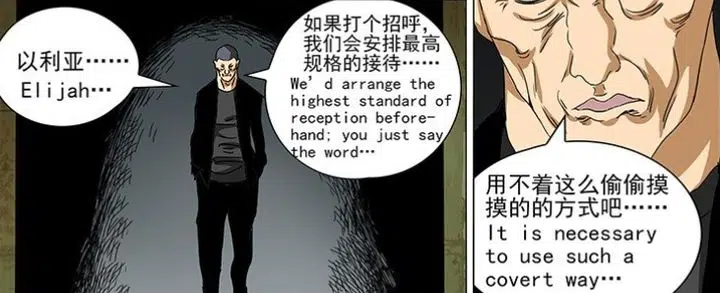 以利亚……
Elijah…
如果打个招呼，
我们会安排最高
规格的接待……
We'd arrange the
highest standard of
reception before-
hand; you just say
the word…
用不着这么偷偷摸
摸的的方式吧……
It is necessary
to use such a
covert way…